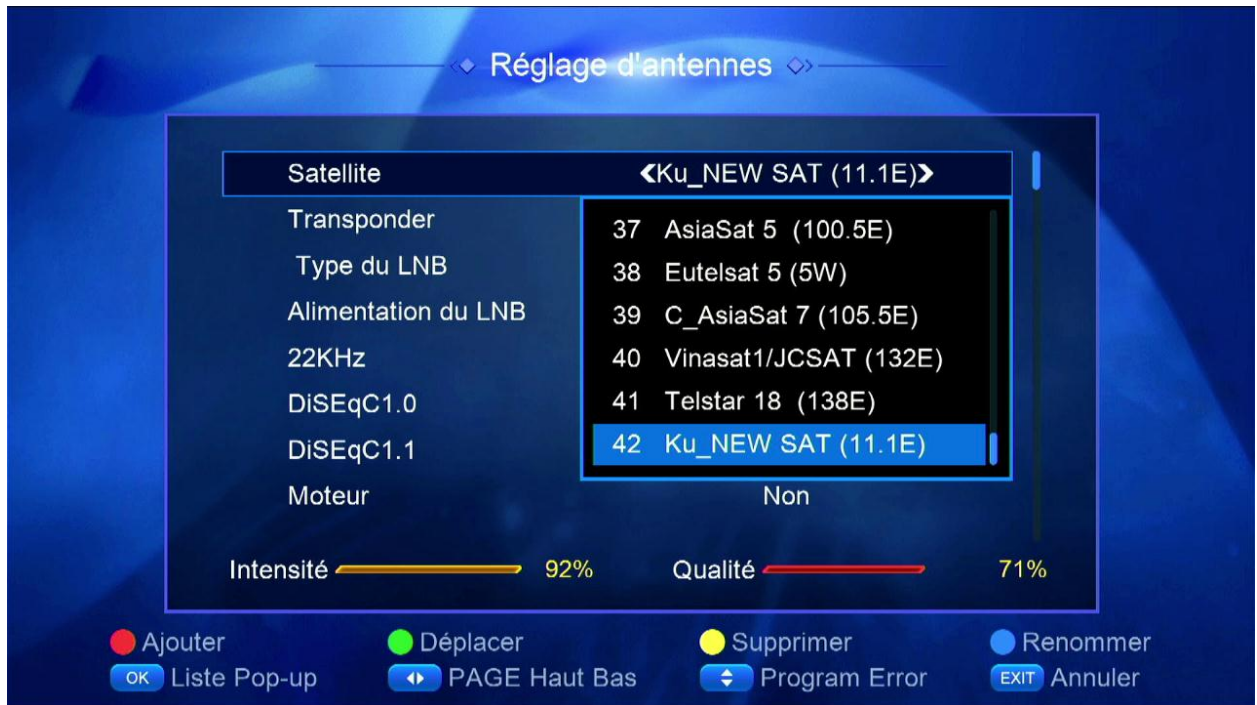 Réglage d'antennes
Satellite Ku_NEW SAT (11.1E)
Transponder
Type du LNB
Alimentation du LNB
22KHz
DiSEqC1.0
DiSEqC1.1
Moteur Non
37 AsiaSat 5 (100.5E)
38 Eutelsat 5 (5W)
39 C_AsiaSat 7 (105.5E)
40 Vinasat1/JCSAT (132E)
41 Telstar 18 (138E)
42 Ku_NEW SAT (11.1E)
Intensité 92% Qualité 71%
Ajouter Déplacer Supprimer Renommer
OK Liste Pop-up PAGE Haut Bas Program Error EXIT Annuler